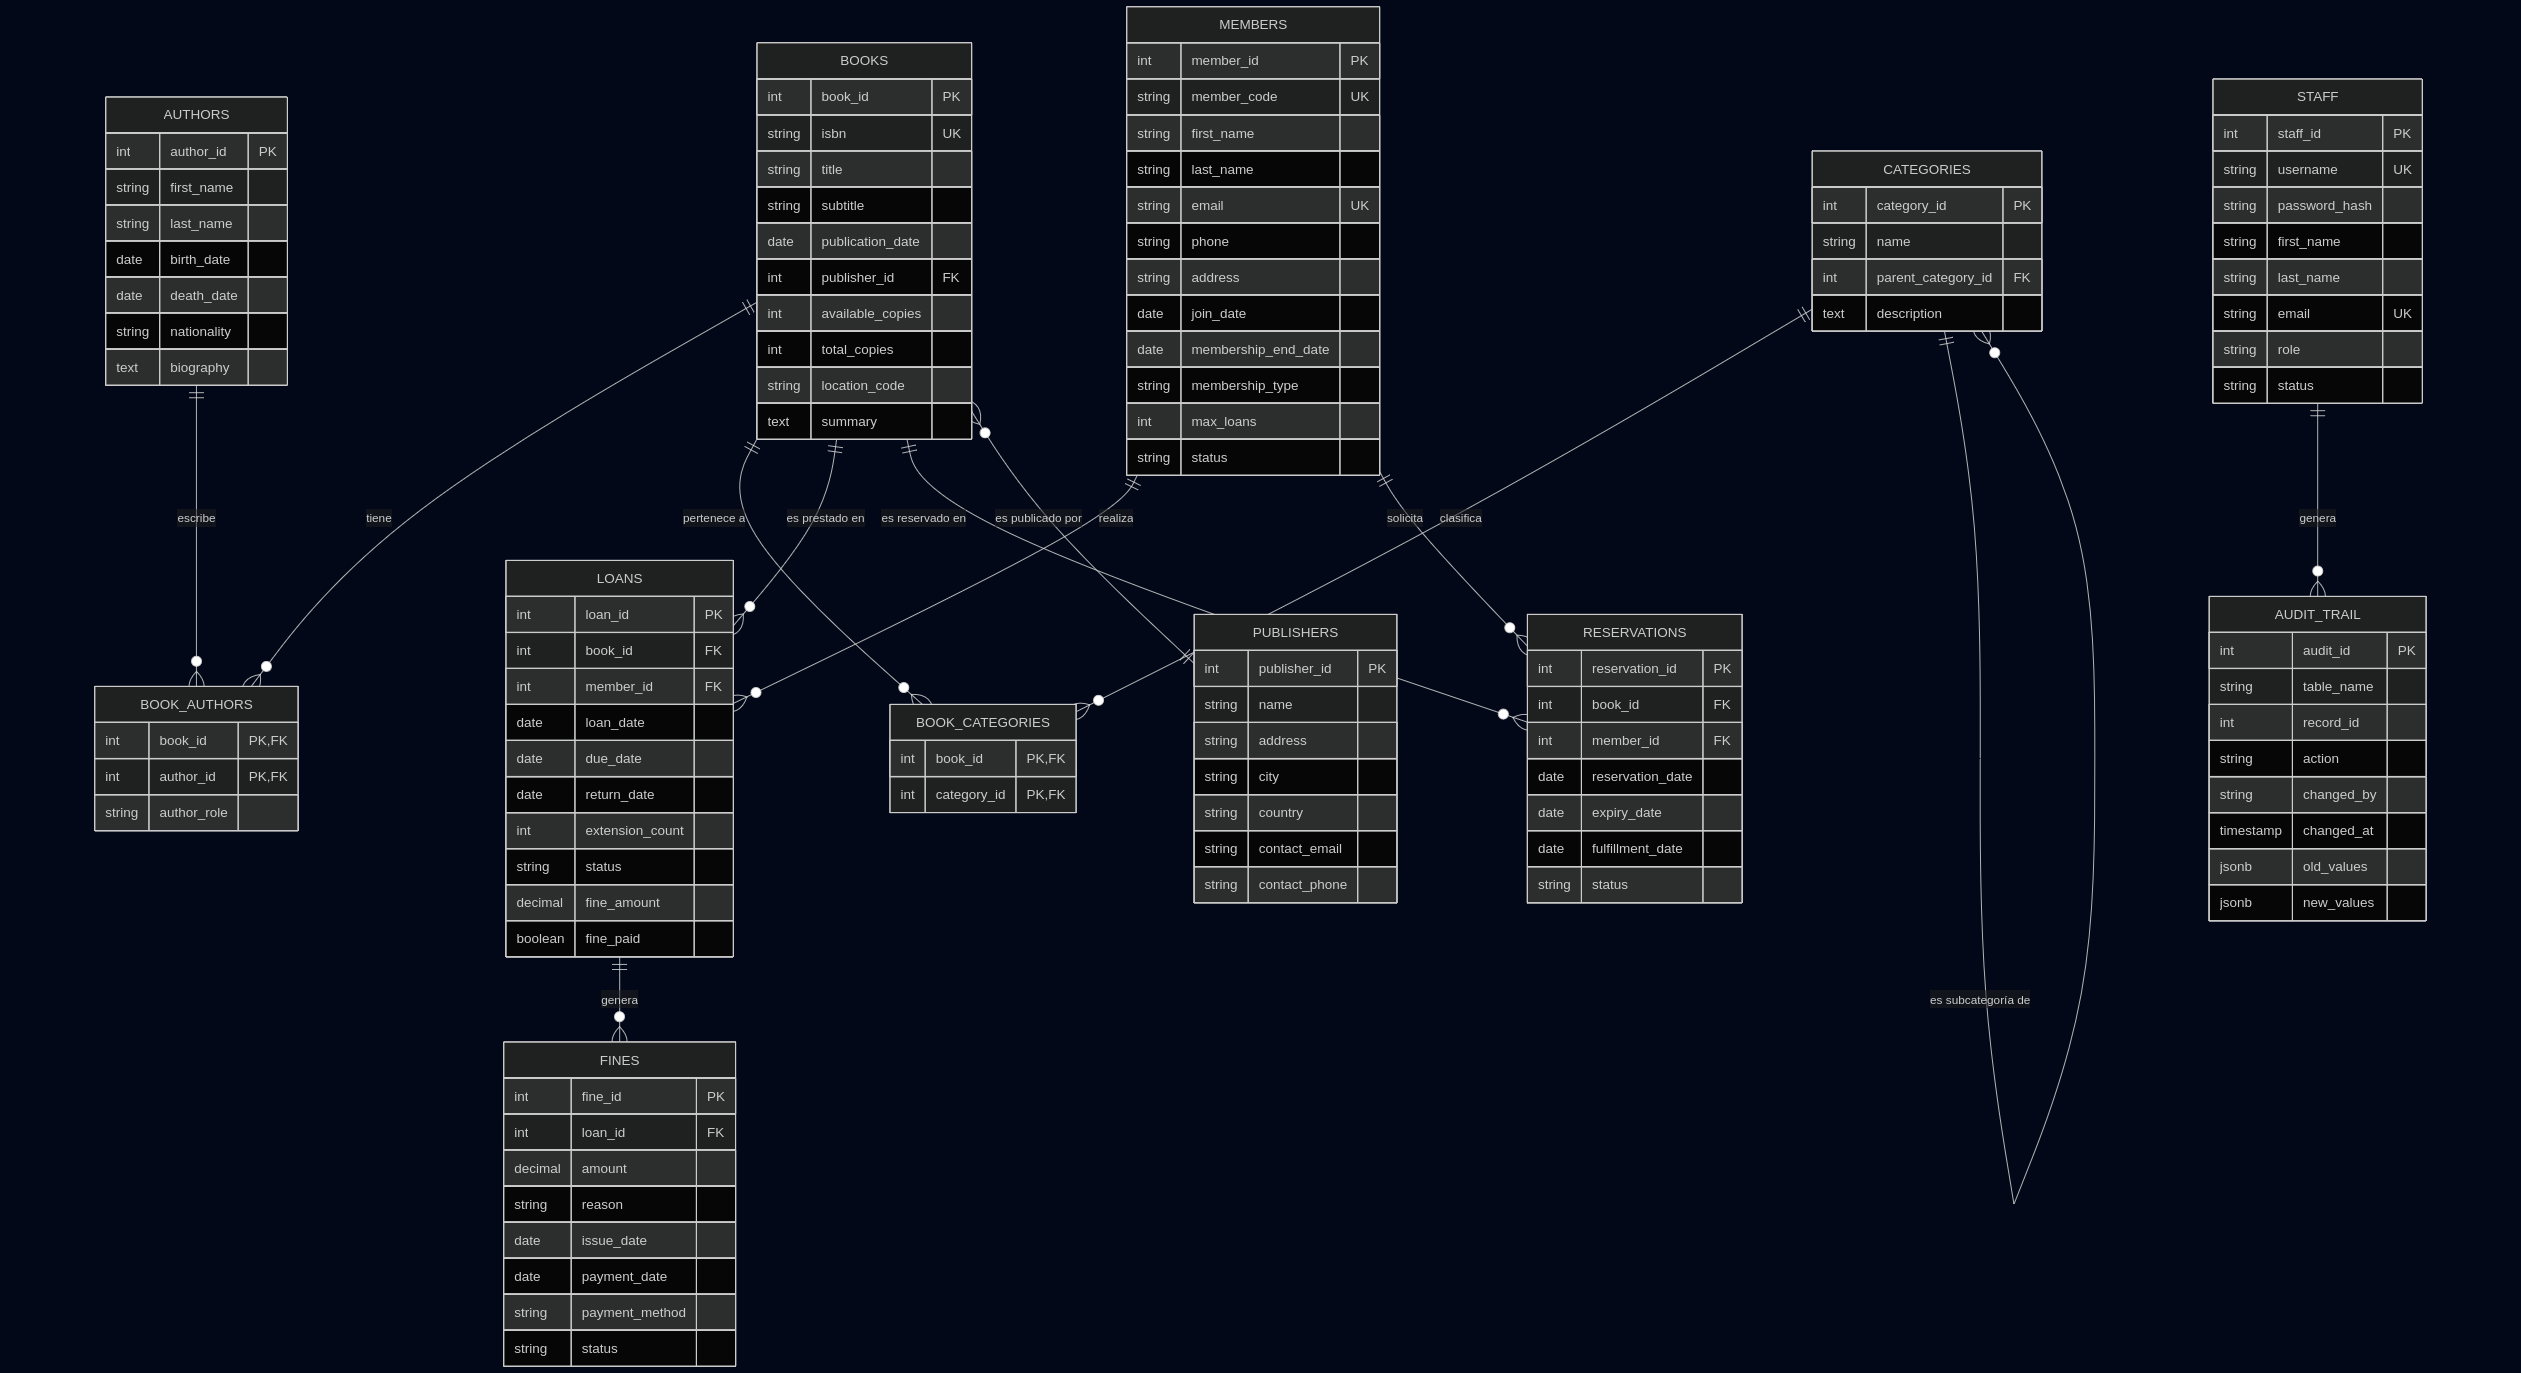 MEMBERS
int member_id PK
string member_code UK
string first_name
string last_name
string email UK
string phone
string address
date join_date
date membership_end_date
string membership_type
int max_loans
string status
BOOKS
int book_id PK
string isbn UK
string title
string subtitle
date publication_date
int publisher_id FK
int available_copies
int total_copies
string location_code
text summary
AUTHORS
int author_id PK
string first_name
string last_name
date birth_date
date death_date
string nationality
text biography
CATEGORIES
int category_id PK
string name
int parent_category_id FK
text description
STAFF
int staff_id PK
string username UK
string password_hash
string first_name
string last_name
string email UK
string role
string status
escribe
tiene
pertenece a
es prestado en
es reservado en
es publicado por
realiza
solicita
clasifica
genera
LOANS
int loan_id PK
int book_id FK
int member_id FK
date loan_date
date due_date
date return_date
int extension_count
string status
decimal fine_amount
boolean fine_paid
BOOK_AUTHORS
int book_id PK,FK
int author_id PK,FK
string author_role
BOOK_CATEGORIES
int book_id PK,FK
int category_id PK,FK
PUBLISHERS
int publisher_id PK
string name
string address
string city
string country
string contact_email
string contact_phone
RESERVATIONS
int reservation_id PK
int book_id FK
int member_id FK
date reservation_date
date expiry_date
date fulfillment_date
string status
AUDIT_TRAIL
int audit_id PK
string table_name
int record_id
string action
string changed_by
timestamp changed_at
jsonb old_values
jsonb new_values
genera
es subcategoría de
FINES
int fine_id PK
int loan_id FK
decimal amount
string reason
date issue_date
date payment_date
string payment_method
string status